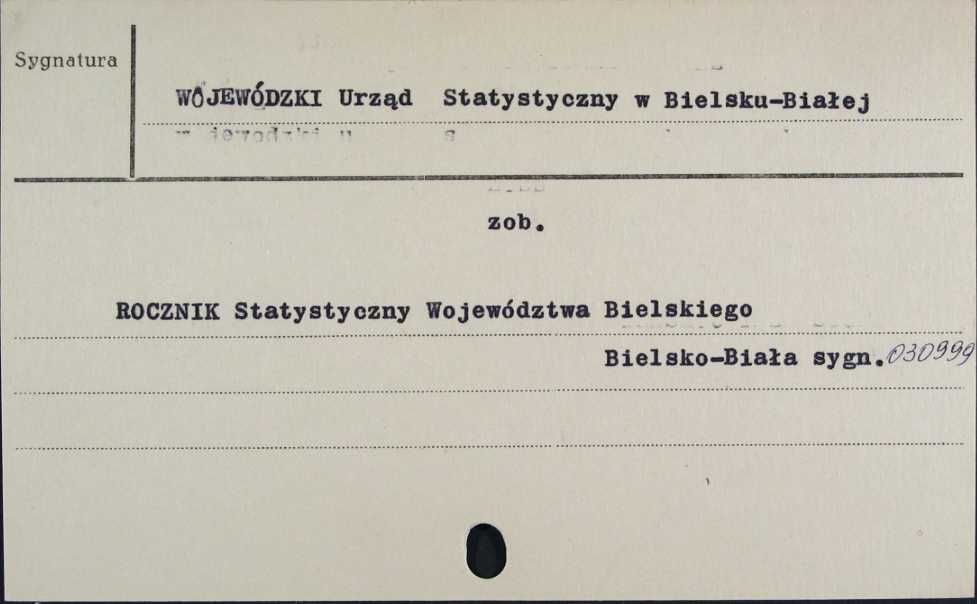 Sygnatura
WOJEWÓDZKI Urząd Statystyczny w Bielsku-Białej
zob.
ROCZNIK Statystyczny Województwa Bielskiego
Bielsko-Biała sygn. 030999